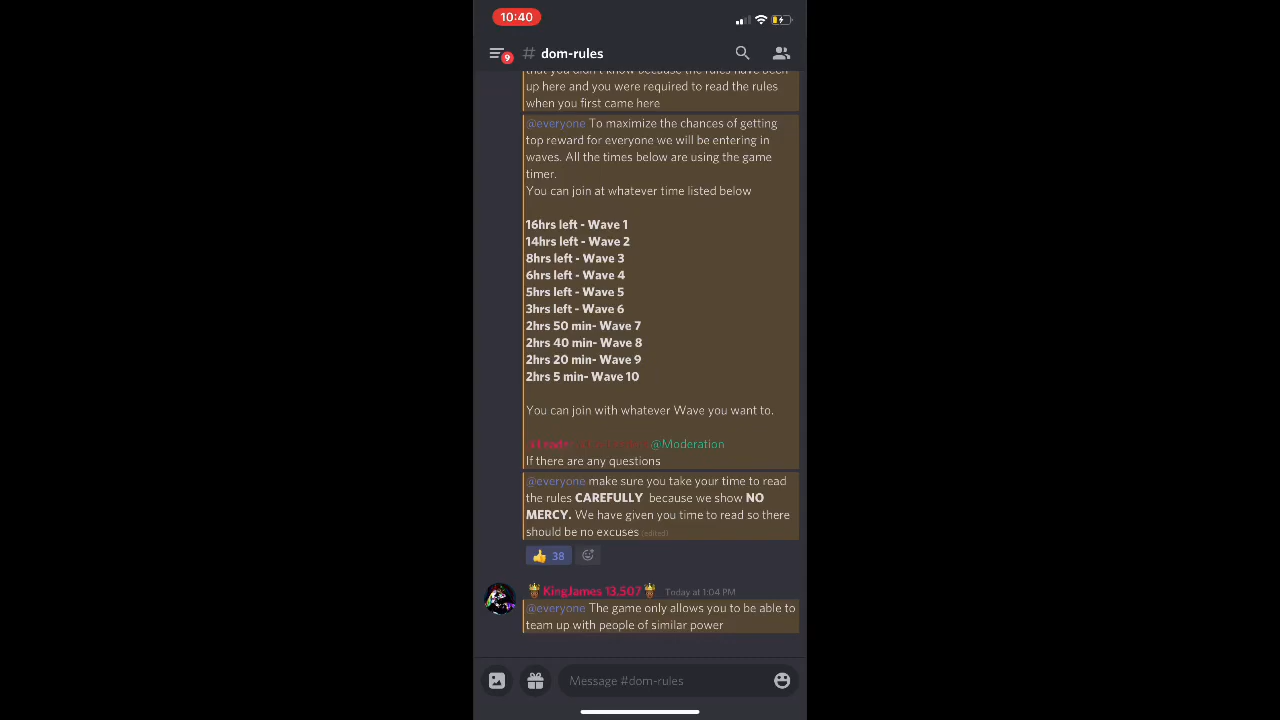 10:40
9
# dom-rules
that you didn't know because the rules have been
up here and you were required to read the rules
when you first came here
@everyone To maximize the chances of getting
top reward for everyone we will be entering in
waves. All the times below are using the game
timer.
You can join at whatever time listed below
16hrs left - Wave 1
14hrs left - Wave 2
8hrs left - Wave 3
6hrs left - Wave 4
5hrs left - Wave 5
3hrs left - Wave 6
2hrs 50 min- Wave 7
2hrs 40 min- Wave 8
2hrs 20 min- Wave 9
2hrs 5 min- Wave 10
You can join with whatever Wave you want to.
@Moderation
If there are any questions
@everyone make sure you take your time to read
the rules CAREFULLY because we show NO
MERCY. We have given you time to read so there
should be no excuses (edited)
38
KingJames 13,507 Today at 1:04 PM
@everyone The game only allows you to be able to
team up with people of similar power
Message #dom-rules